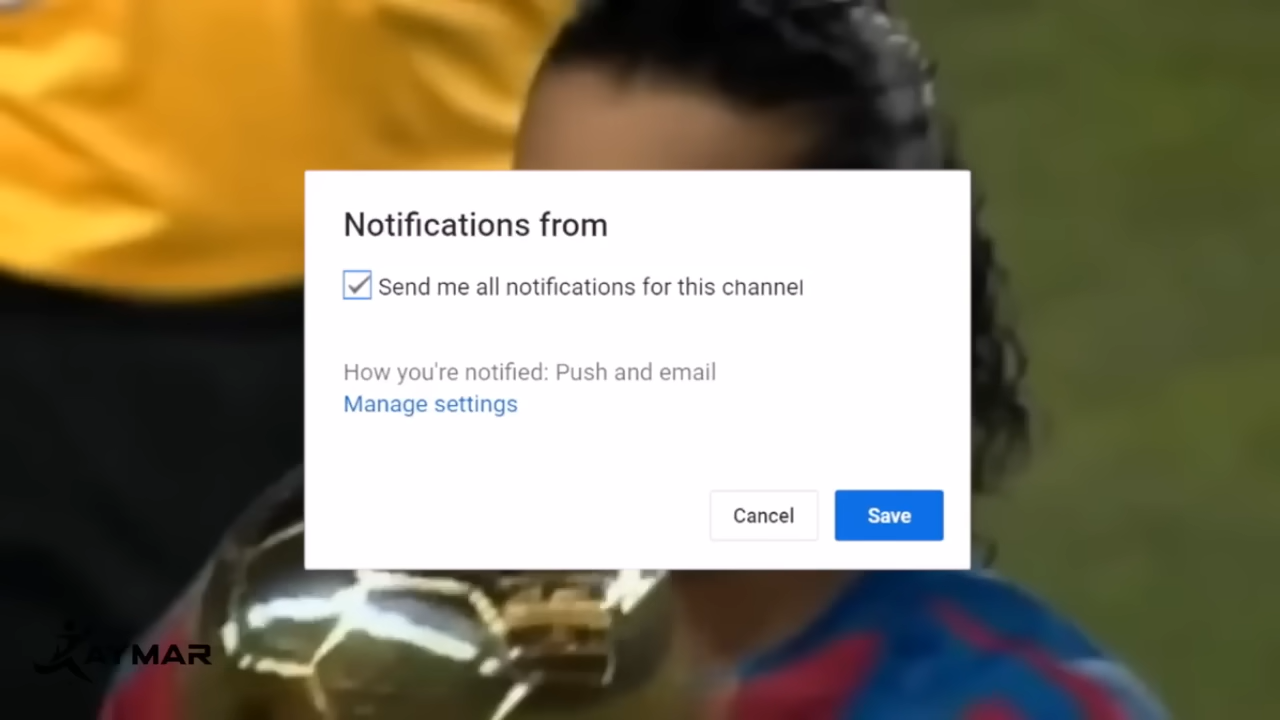 Notifications from
Send me all notifications for this channel
How you're notified: Push and email
Manage settings
Cancel
Save
KAYMAR